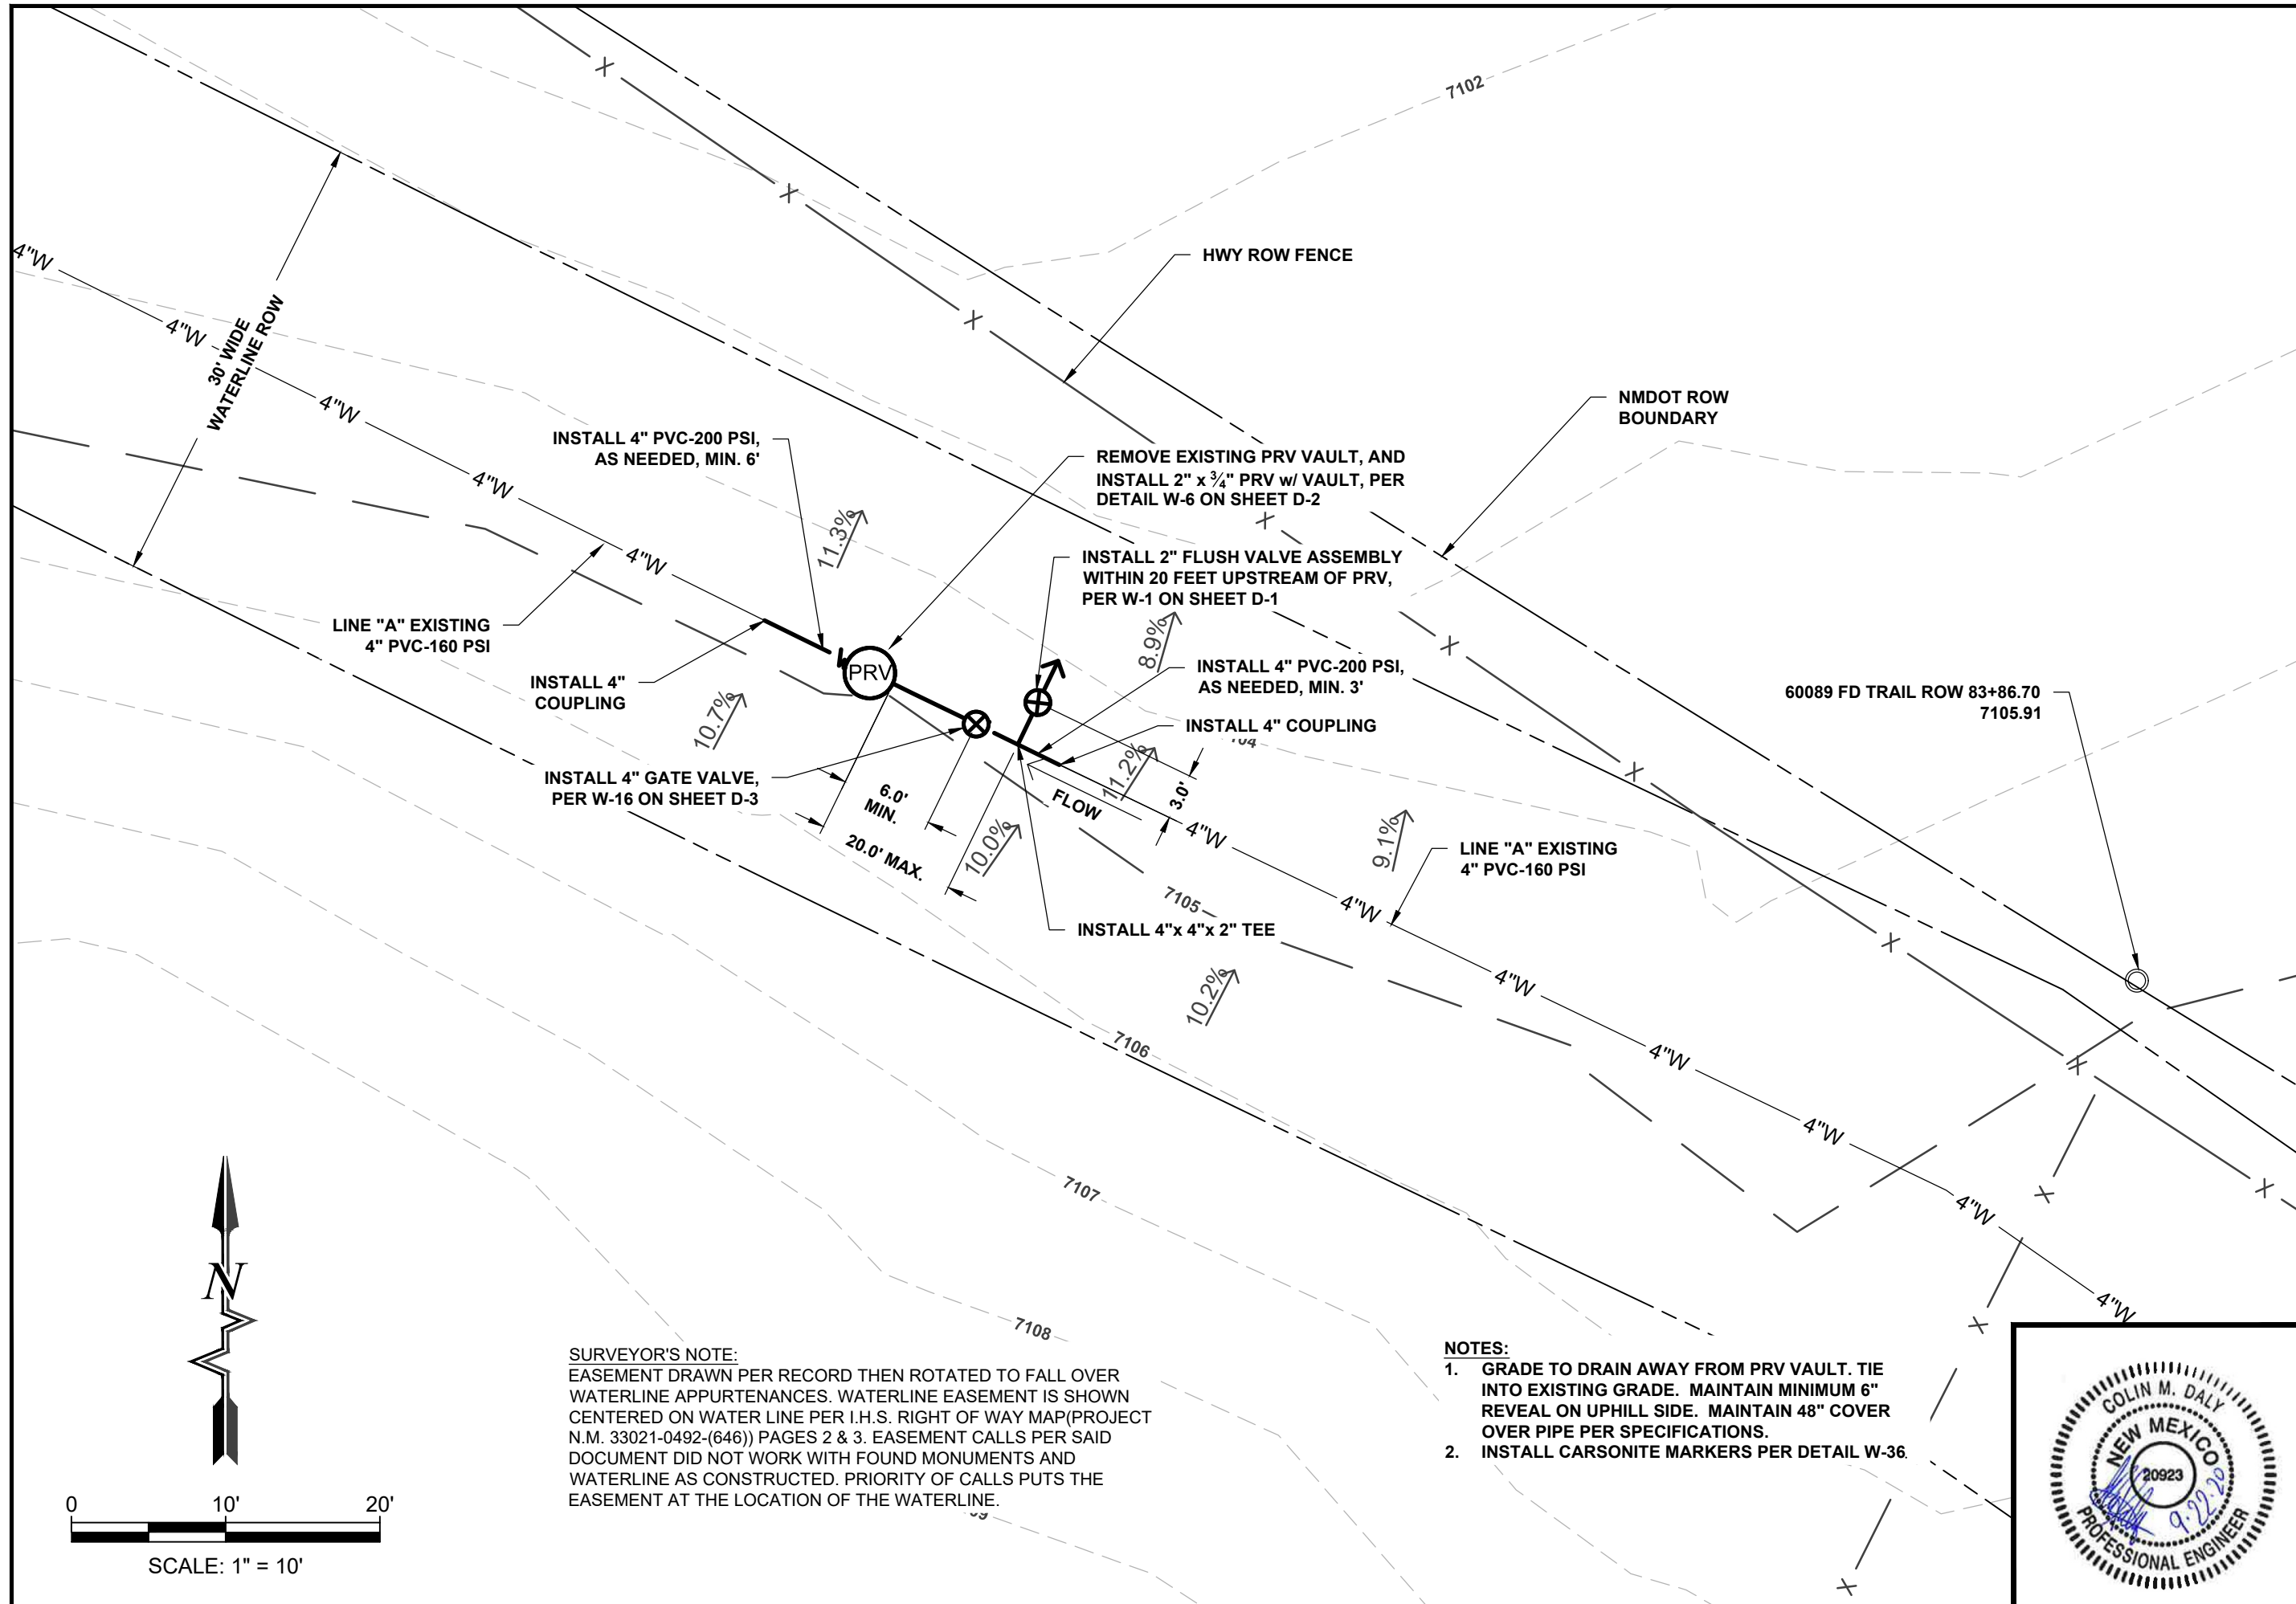 7102
HWY ROW FENCE
4"W
30' WIDE
WATERLINE ROW
4"W
4"W
NMDOT ROW
BOUNDARY
INSTALL 4" PVC-200 PSI,
AS NEEDED, MIN. 6'
REMOVE EXISTING PRV VAULT, AND
INSTALL 2" x ¾" PRV w/ VAULT, PER
DETAIL W-6 ON SHEET D-2
4"W
11.3%
4"W
INSTALL 2" FLUSH VALVE ASSEMBLY
WITHIN 20 FEET UPSTREAM OF PRV,
PER W-1 ON SHEET D-1
LINE "A" EXISTING
4" PVC-160 PSI
8.9%
PRV
INSTALL 4"
COUPLING
INSTALL 4" PVC-200 PSI,
AS NEEDED, MIN. 3'
60089 FD TRAIL ROW 83+86.70
7105.91
10.7%
INSTALL 4" COUPLING
INSTALL 4" GATE VALVE,
PER W-16 ON SHEET D-3
11.2%
6.0'
MIN.
FLOW
3.0'
4"W
20.0' MAX.
10.0%
9.1%
LINE "A" EXISTING
4" PVC-160 PSI
7105
4"W
INSTALL 4"x 4"x 2" TEE
10.2%
4"W
7106
4"W
4"W
7107
4"W
4"W
N
7108
SURVEYOR'S NOTE:
EASEMENT DRAWN PER RECORD THEN ROTATED TO FALL OVER
WATERLINE APPURTENANCES. WATERLINE EASEMENT IS SHOWN
CENTERED ON WATER LINE PER I.H.S. RIGHT OF WAY MAP(PROJECT
N.M. 33021-0492-(646)) PAGES 2 & 3. EASEMENT CALLS PER SAID
DOCUMENT DID NOT WORK WITH FOUND MONUMENTS AND
WATERLINE AS CONSTRUCTED. PRIORITY OF CALLS PUTS THE
EASEMENT AT THE LOCATION OF THE WATERLINE.
NOTES:
1. GRADE TO DRAIN AWAY FROM PRV VAULT. TIE
INTO EXISTING GRADE. MAINTAIN MINIMUM 6"
REVEAL ON UPHILL SIDE. MAINTAIN 48" COVER
OVER PIPE PER SPECIFICATIONS.
2. INSTALL CARSONITE MARKERS PER DETAIL W-36.
COLIN M. DALY
NEW MEXICO
20923
9.22.20
PROFESSIONAL ENGINEER
0 10' 20'
SCALE: 1" = 10'